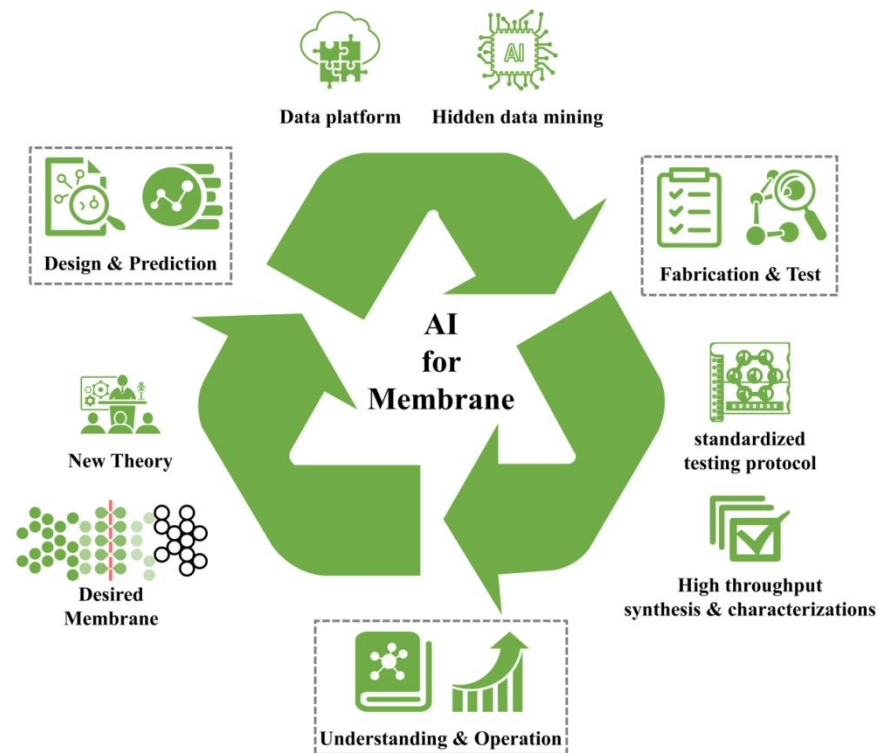 AI
Data platform
Hidden data mining
Design & Prediction
Fabrication & Test
AI
for
Membrane
New Theory
standardized
testing protocol
Desired
Membrane
High throughput
synthesis & characterizations
Understanding & Operation